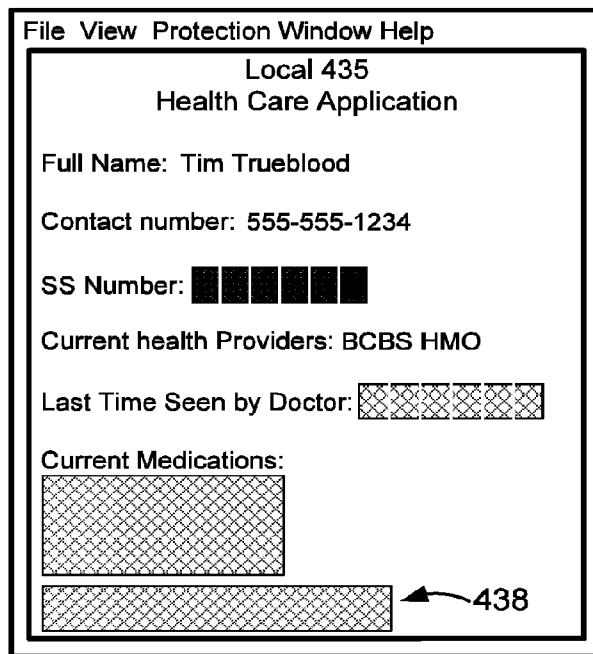 File View Protection Window Help
Local 435
Health Care Application
Full Name: Tim Trueblood
Contact number: 555-555-1234
SS Number:
Current health Providers: BCBS HMO
Last Time Seen by Doctor:
Current Medications:
438